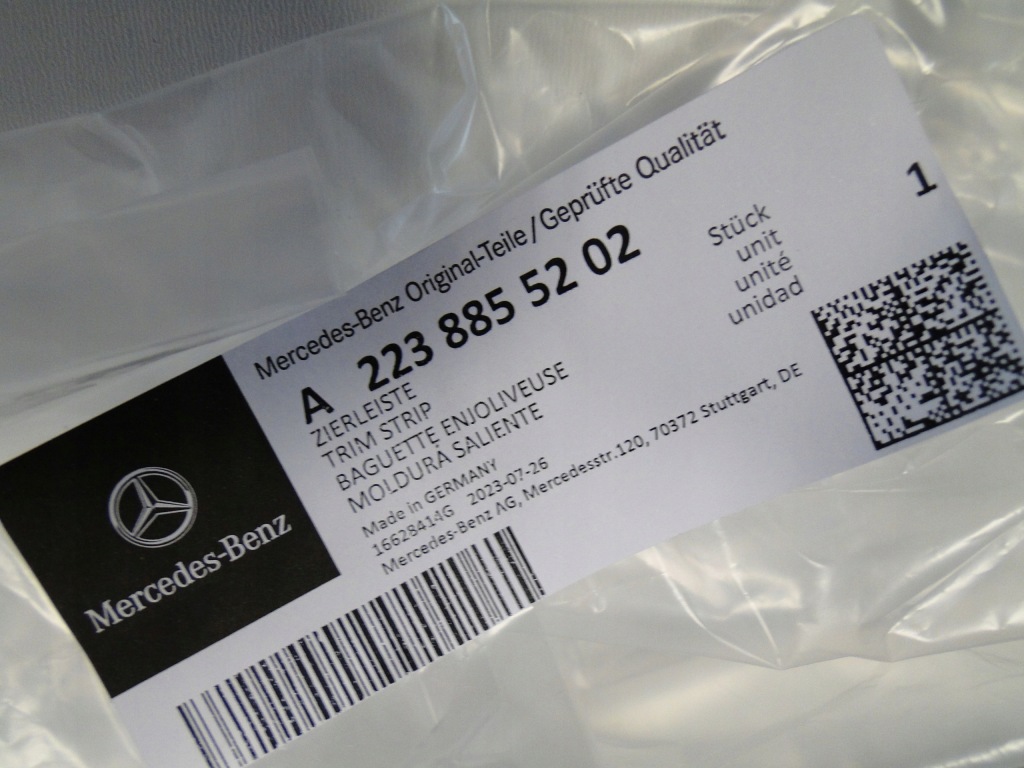 Mercedes-Benz Original-Teile/Geprüfte Qualität
A 223 885 52 02
1
Stück
unit
unité
unidad
ZIERLEISTE
TRIM STRIP
BAGUETTE ENJOLIVEUSE
MOLDURA SALIENTE
Made in GERMANY
16628414G 2023-07-26
Mercedes-Benz AG, Mercedesstr.120, 70372 Stuttgart, DE
Mercedes-Benz